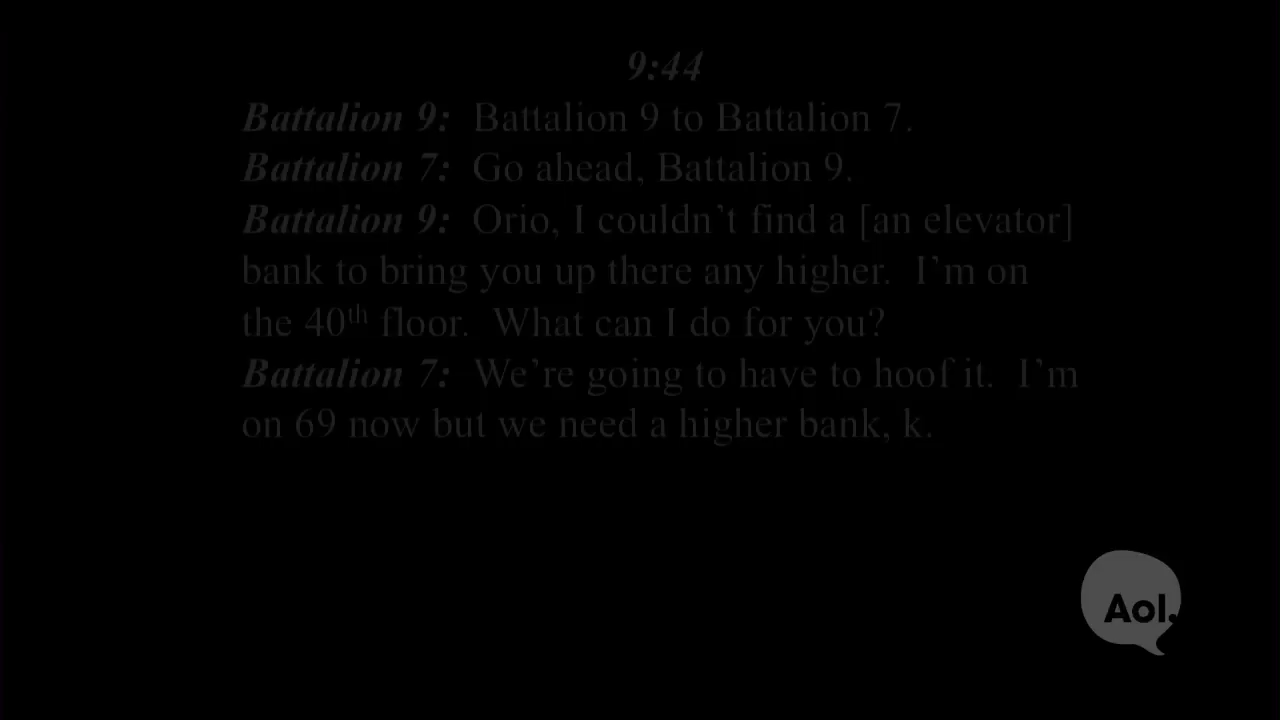 9:44
Battalion 9: Battalion 9 to Battalion 7.
Battalion 7: Go ahead, Battalion 9.
Battalion 9: Orio, I couldn’t find a [an elevator]
bank to bring you up there any higher. I’m on
the 40th floor. What can I do for you?
Battalion 7: We’re going to have to hoof it. I’m
on 69 now but we need a higher bank, k.
Aol.